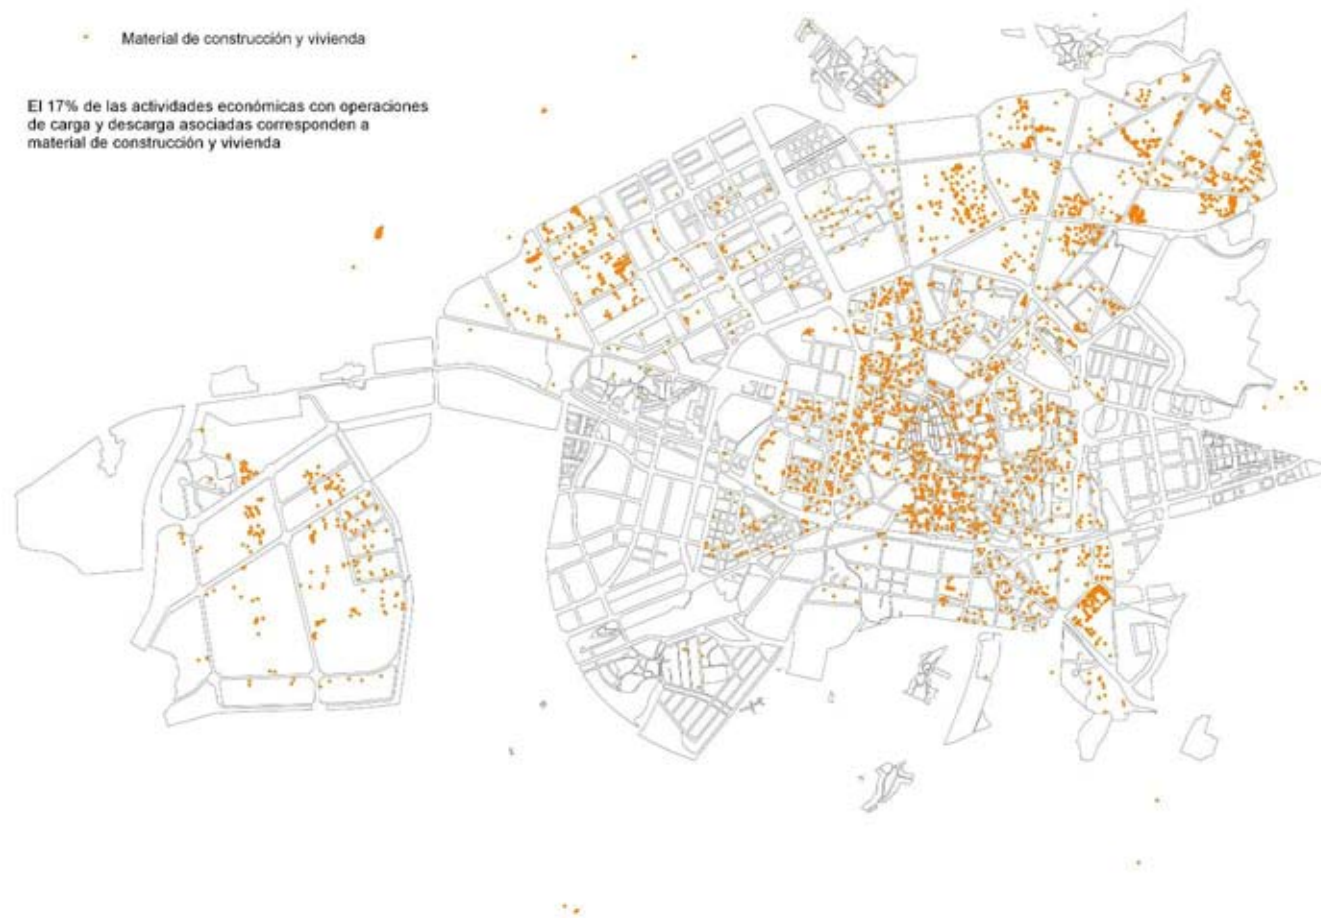 Material de construcción y vivienda
El 17% de las actividades económicas con operaciones
de carga y descarga asociadas corresponden a
material de construcción y vivienda